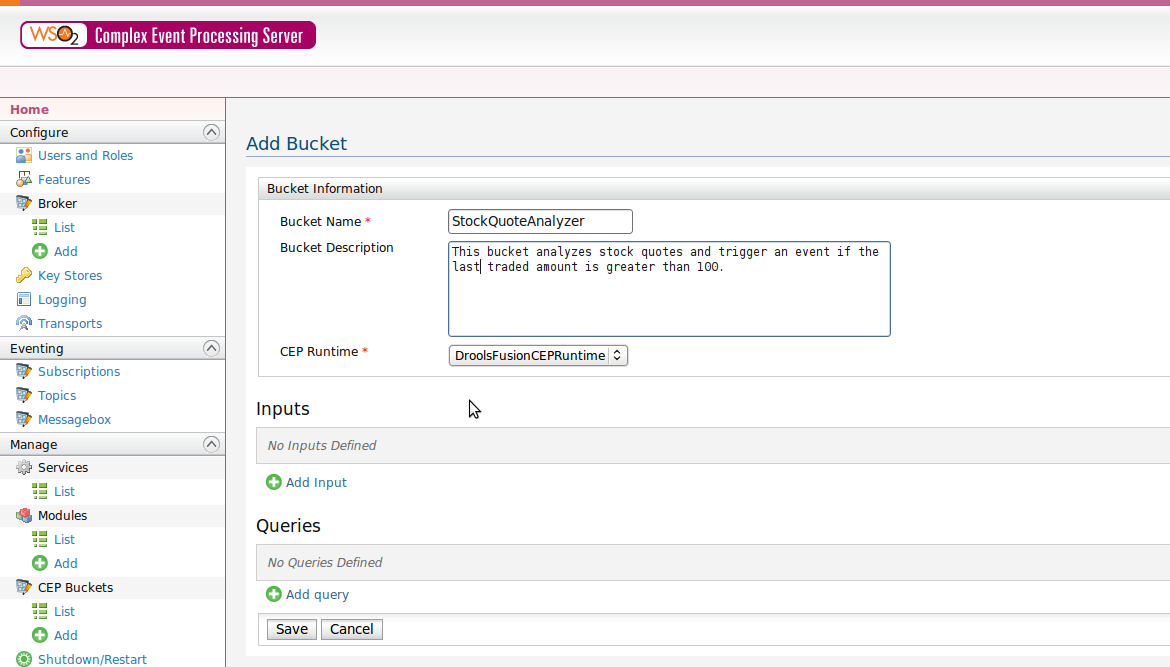 WSO2 Complex Event Processing Server
Home
Configure
Users and Roles
Features
Broker
List
Add
Key Stores
Logging
Transports
Eventing
Subscriptions
Topics
Messagebox
Manage
Services
List
Modules
List
Add
CEP Buckets
List
Add
Shutdown/Restart
Add Bucket
Bucket Information
Bucket Name * StockQuoteAnalyzer
Bucket Description
This bucket analyzes stock quotes and trigger an event if the
last traded amount is greater than 100.
CEP Runtime * DroolsFusionCEPRuntime
Inputs
No Inputs Defined
Add Input
Queries
No Queries Defined
Add query
Save Cancel